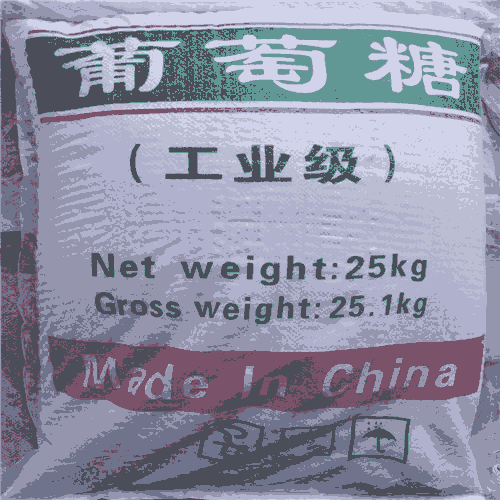 葡萄糖
(工业级)
Net weight:25kg
Gross weight:25.1kg
Made In China